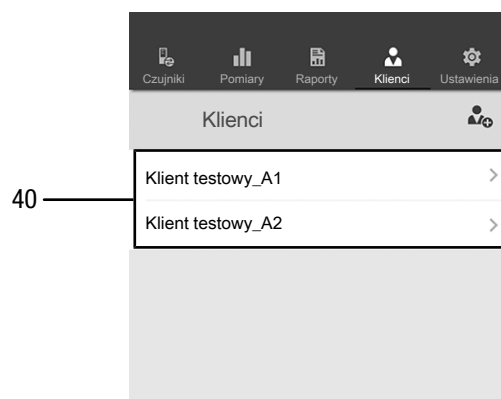 Czujniki Pomiary Raporty Klienci Ustawienia
Klienci
Klient testowy_A1
40
Klient testowy_A2